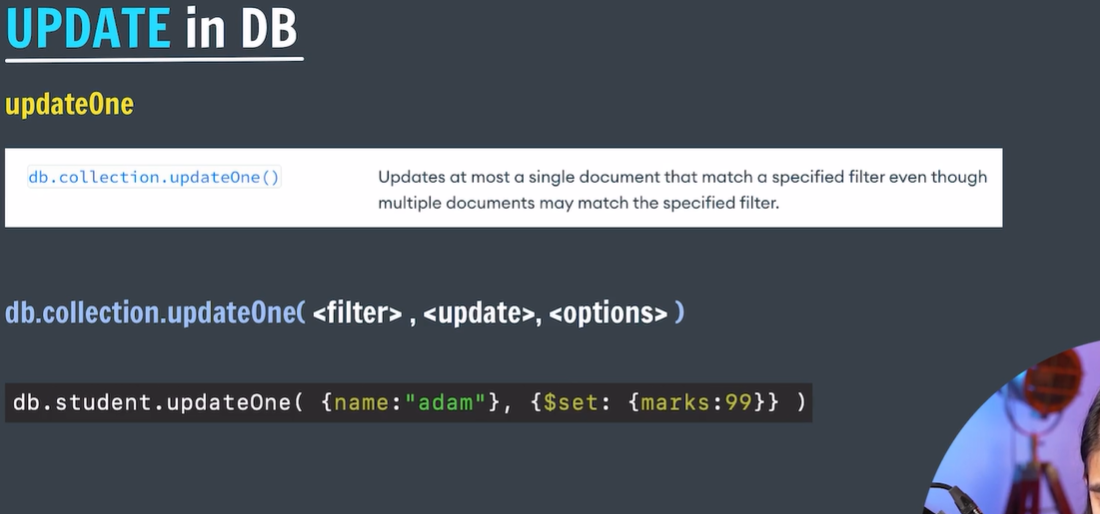 UPDATE in DB
updateOne
db.collection.updateOne()
Updates at most a single document that match a specified filter even though
multiple documents may match the specified filter.
db.collection.updateOne( <filter> , <update>, <options> )
db.student.updateOne( {name:"adam"}, {$set: {marks:99}} )